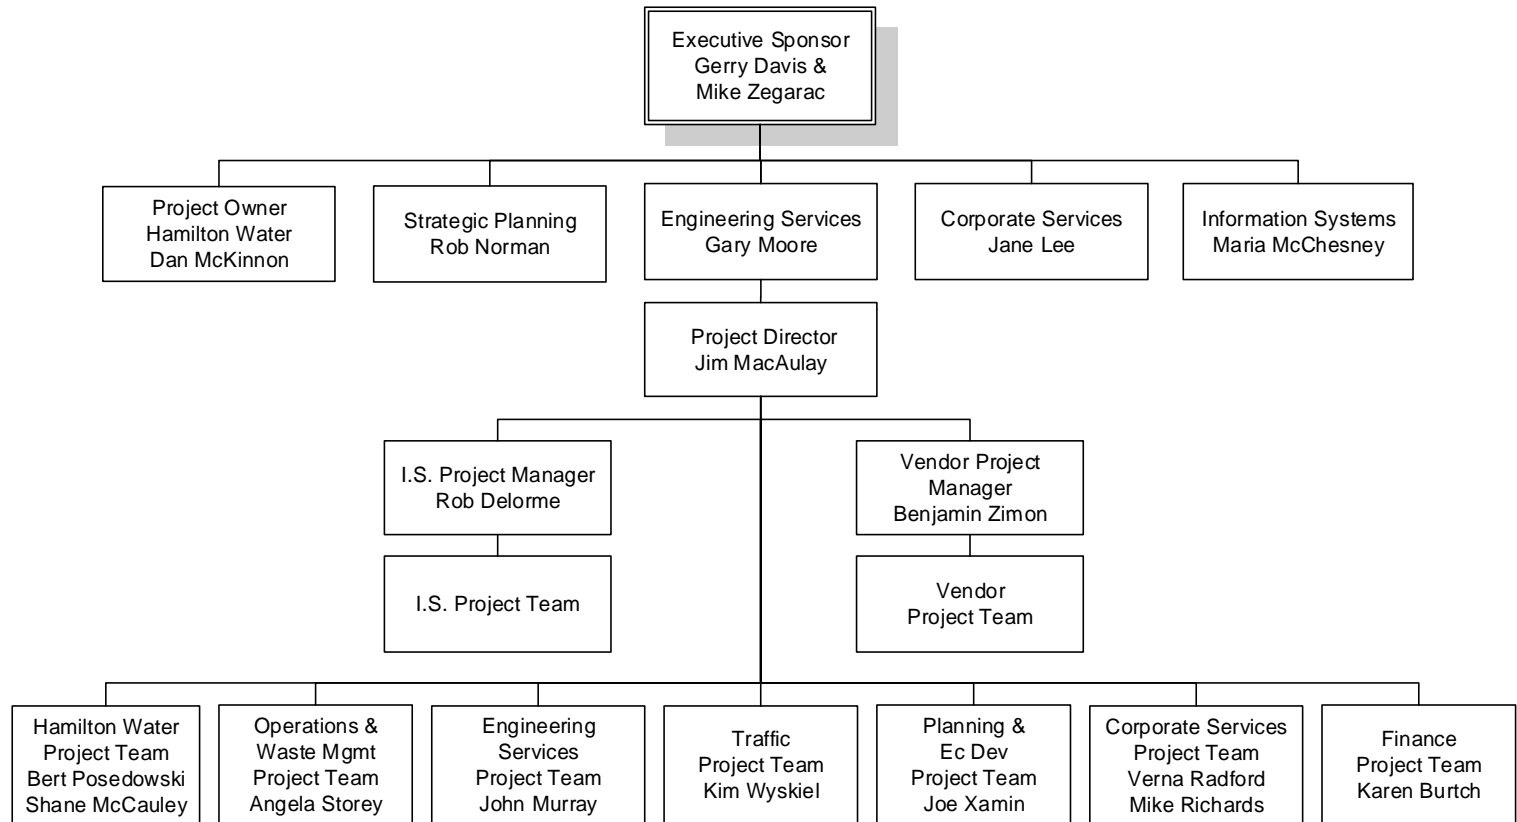 Executive Sponsor
Gerry Davis &
Mike Zegarac
Project Owner
Hamilton Water
Dan McKinnon
Strategic Planning
Rob Norman
Engineering Services
Gary Moore
Corporate Services
Jane Lee
Information Systems
Maria McChesney
Project Director
Jim MacAulay
I.S. Project Manager
Rob Delorme
Vendor Project
Manager
Benjamin Zimon
I.S. Project Team
Vendor
Project Team
Hamilton Water
Project Team
Bert Posedowski
Shane McCauley
Operations &
Waste Mgmt
Project Team
Angela Storey
Engineering
Services
Project Team
John Murray
Traffic
Project Team
Kim Wyskiel
Planning &
Ec Dev
Project Team
Joe Xamin
Corporate Services
Project Team
Verna Radford
Mike Richards
Finance
Project Team
Karen Burtch